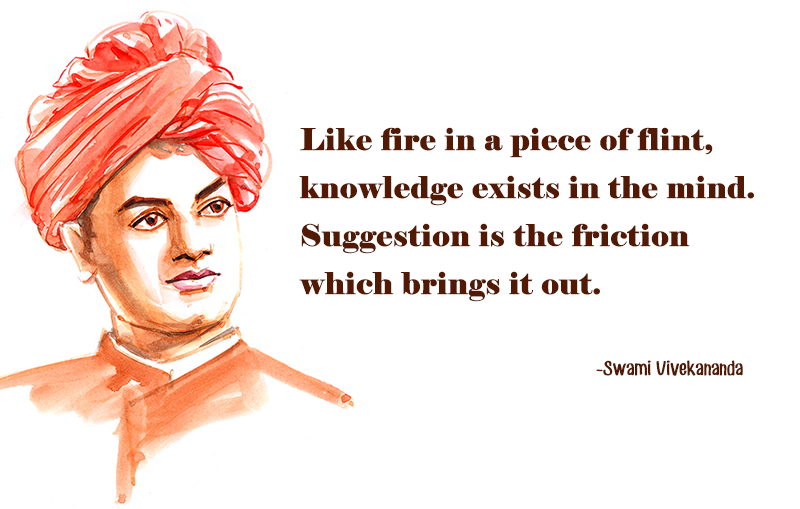 Like fire in a piece of flint,
knowledge exists in the mind.
Suggestion is the friction
which brings it out.
-Swami Vivekananda